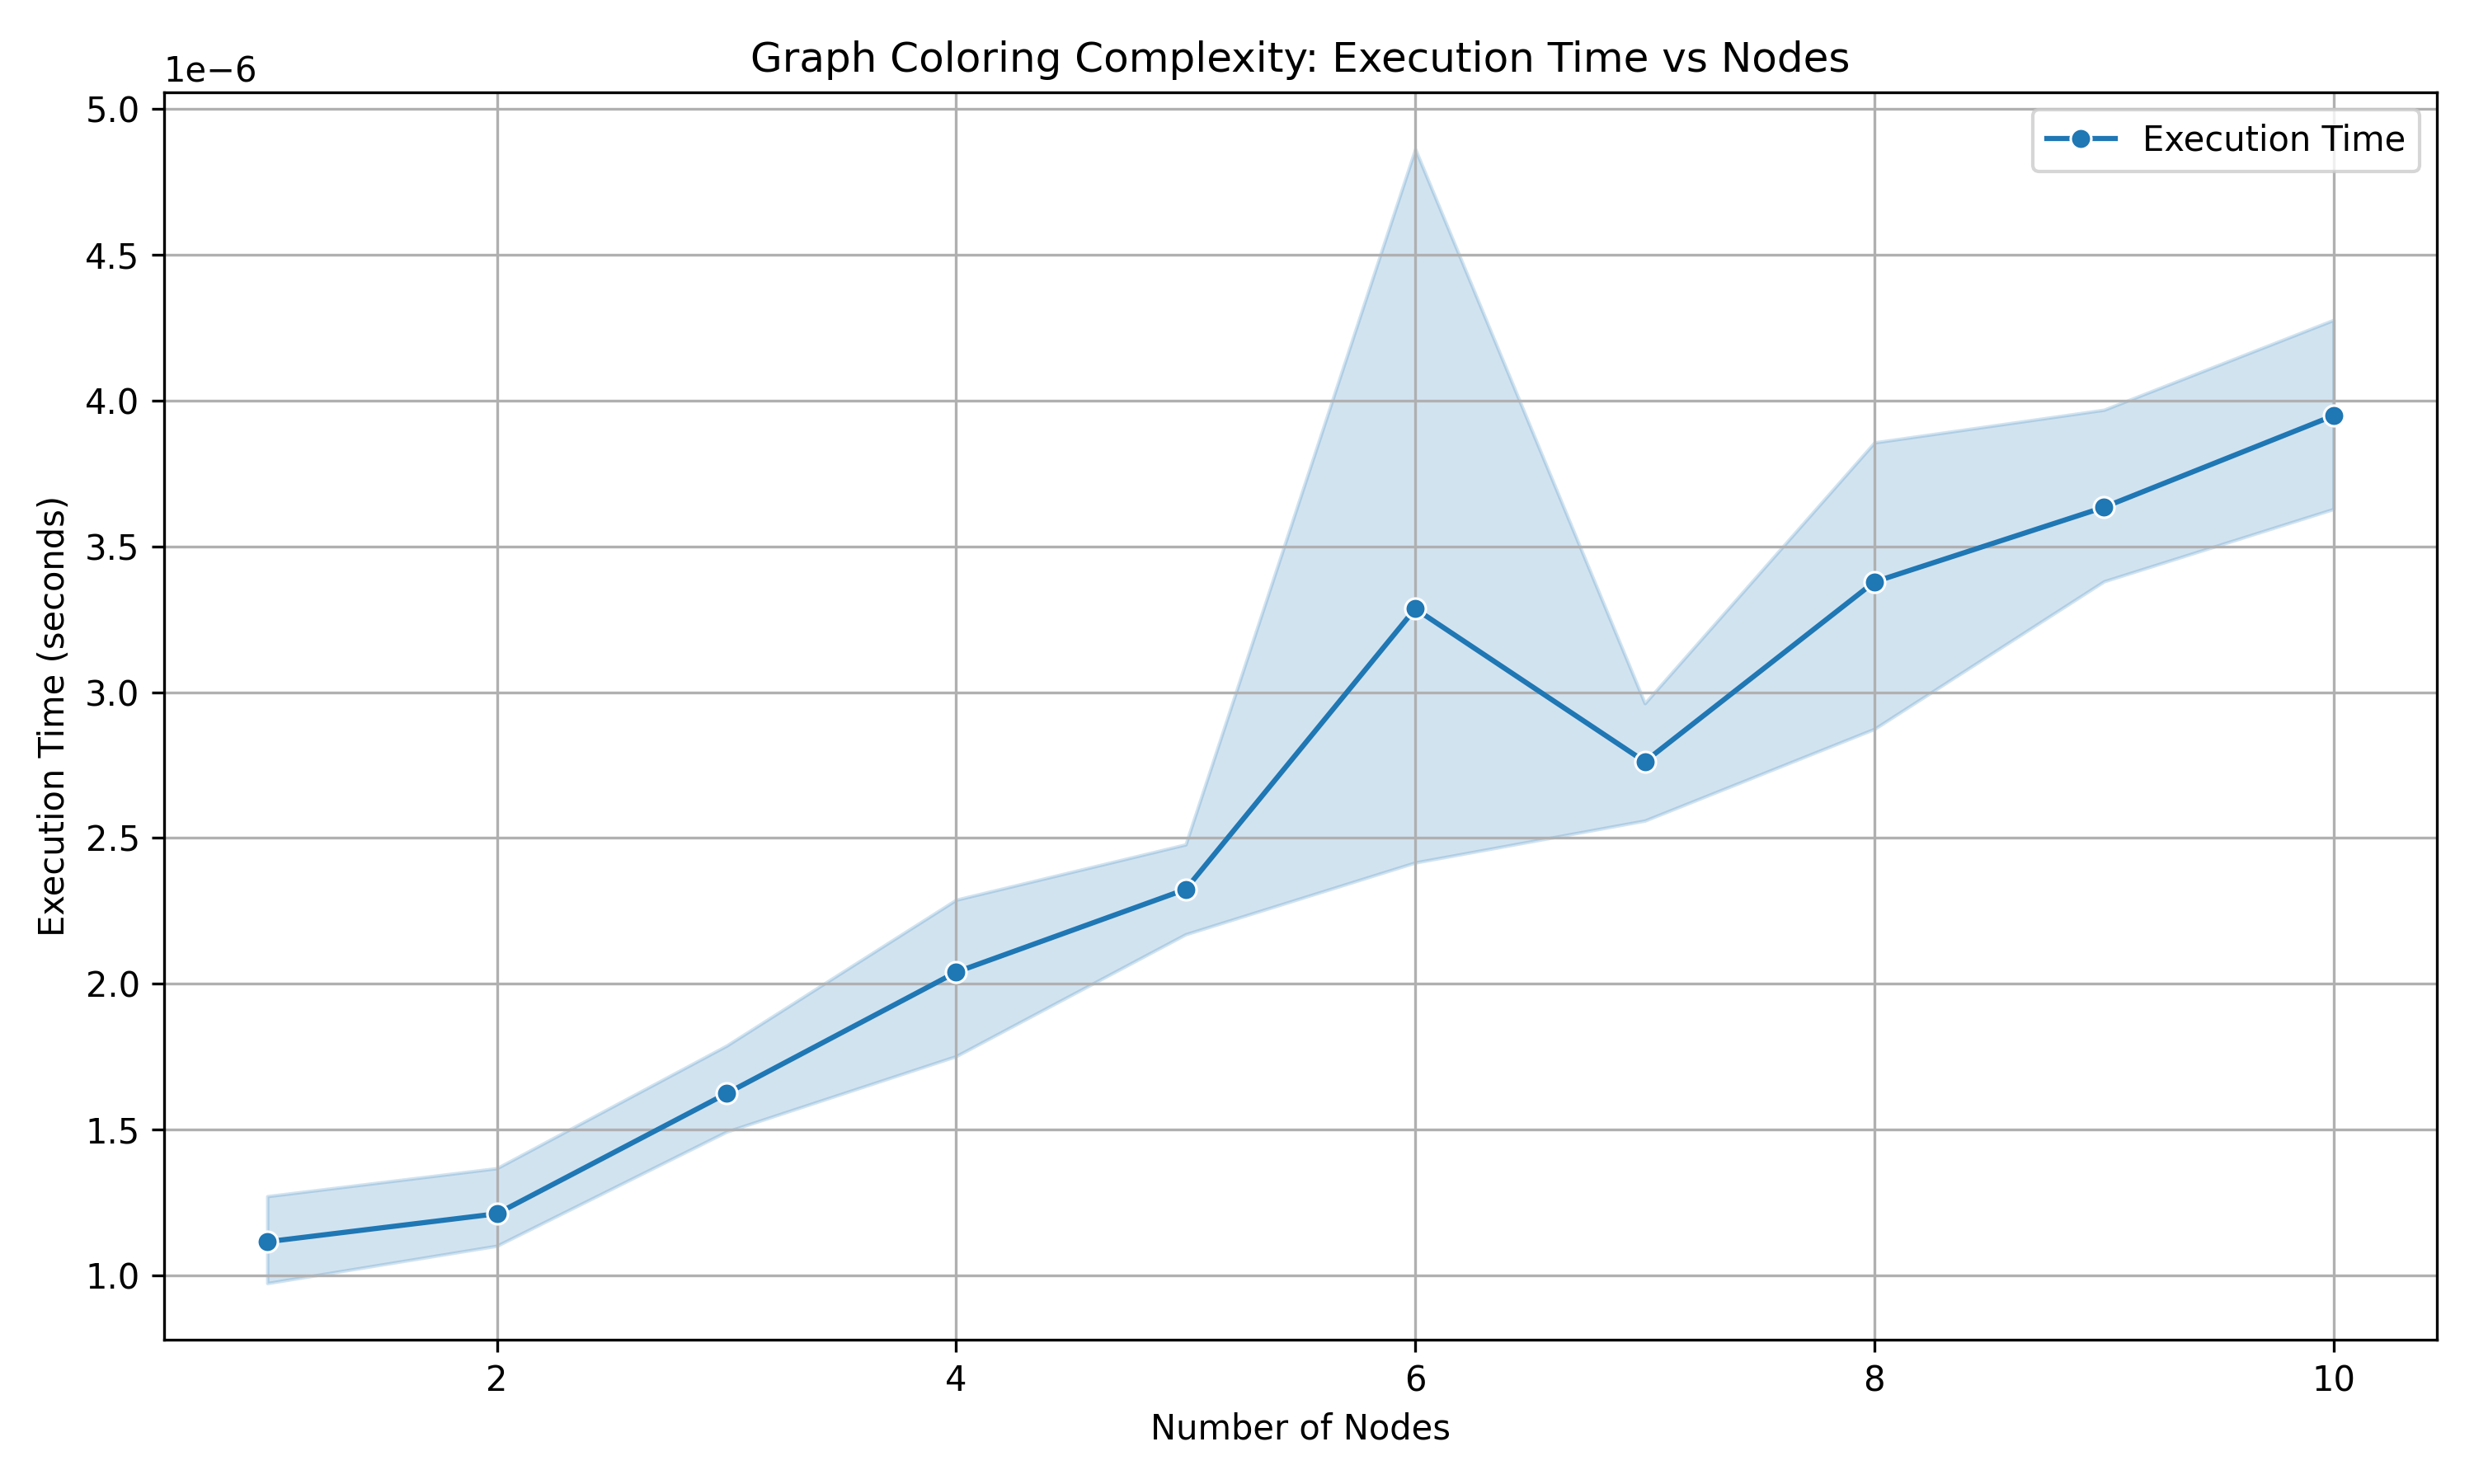 Graph Coloring Complexity: Execution Time vs Nodes
1e−6
Execution Time
5.0
4.5
4.0
3.5
3.0
2.5
2.0
1.5
1.0
Execution Time (seconds)
2 4 6 8 10
Number of Nodes